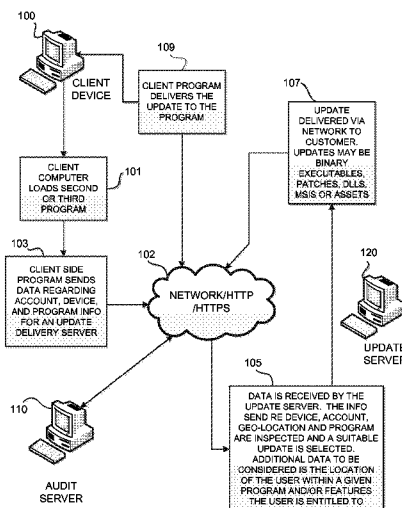 100
CLIENT
DEVICE
109
CLIENT PROGRAM
DELIVERS THE
UPDATE TO THE
PROGRAM
107
UPDATE
DELIVERED VIA
NETWORK TO
CUSTOMER.
UPDATES MAY BE
BINARY
EXECUTABLES,
PATCHES, DLLS,
MSIS OR ASSETS
CLIENT
COMPUTER
LOADS SECOND
OR THIRD
PROGRAM
101
103
CLIENT SIDE
PROGRAM SENDS
DATA REGARDING
ACCOUNT, DEVICE,
AND PROGRAM INFO
FOR AN UPDATE
DELIVERY SERVER
102
NETWORK/HTTP
/HTTPS
120
UPDATE
SERVER
110
AUDIT
SERVER
105
DATA IS RECEIVED BY THE
UPDATE SERVER. THE INFO
SEND RE DEVICE, ACCOUNT,
GEO-LOCATION AND PROGRAM
ARE INSPECTED AND A SUITABLE
UPDATE IS SELECTED.
ADDITIONAL DATA TO BE
CONSIDERED IS THE LOCATION
OF THE USER WITHIN A GIVEN
PROGRAM AND/OR FEATURES
THE USER IS ENTITLED TO